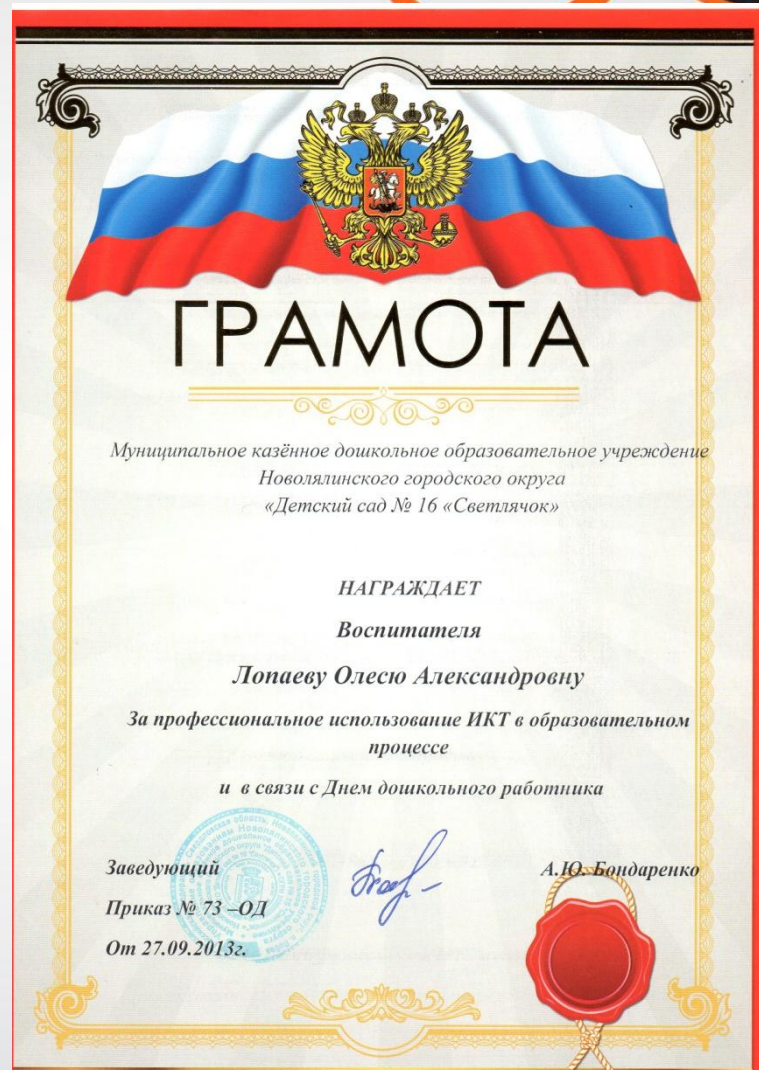 ГРАМОТА
Муниципальное казённое дошкольное образовательное учреждение
Новолялинского городского округа
«Детский сад № 16 «Светлячок»
НАГРАЖДАЕТ
Воспитателя
Лопаеву Олесю Александровну
За профессиональное использование ИКТ в образовательном
процессе
и в связи с Днем дошкольного работника
Заведующий
А.Ю. Бондаренко
Приказ № 73 –ОД
От 27.09.2013г.